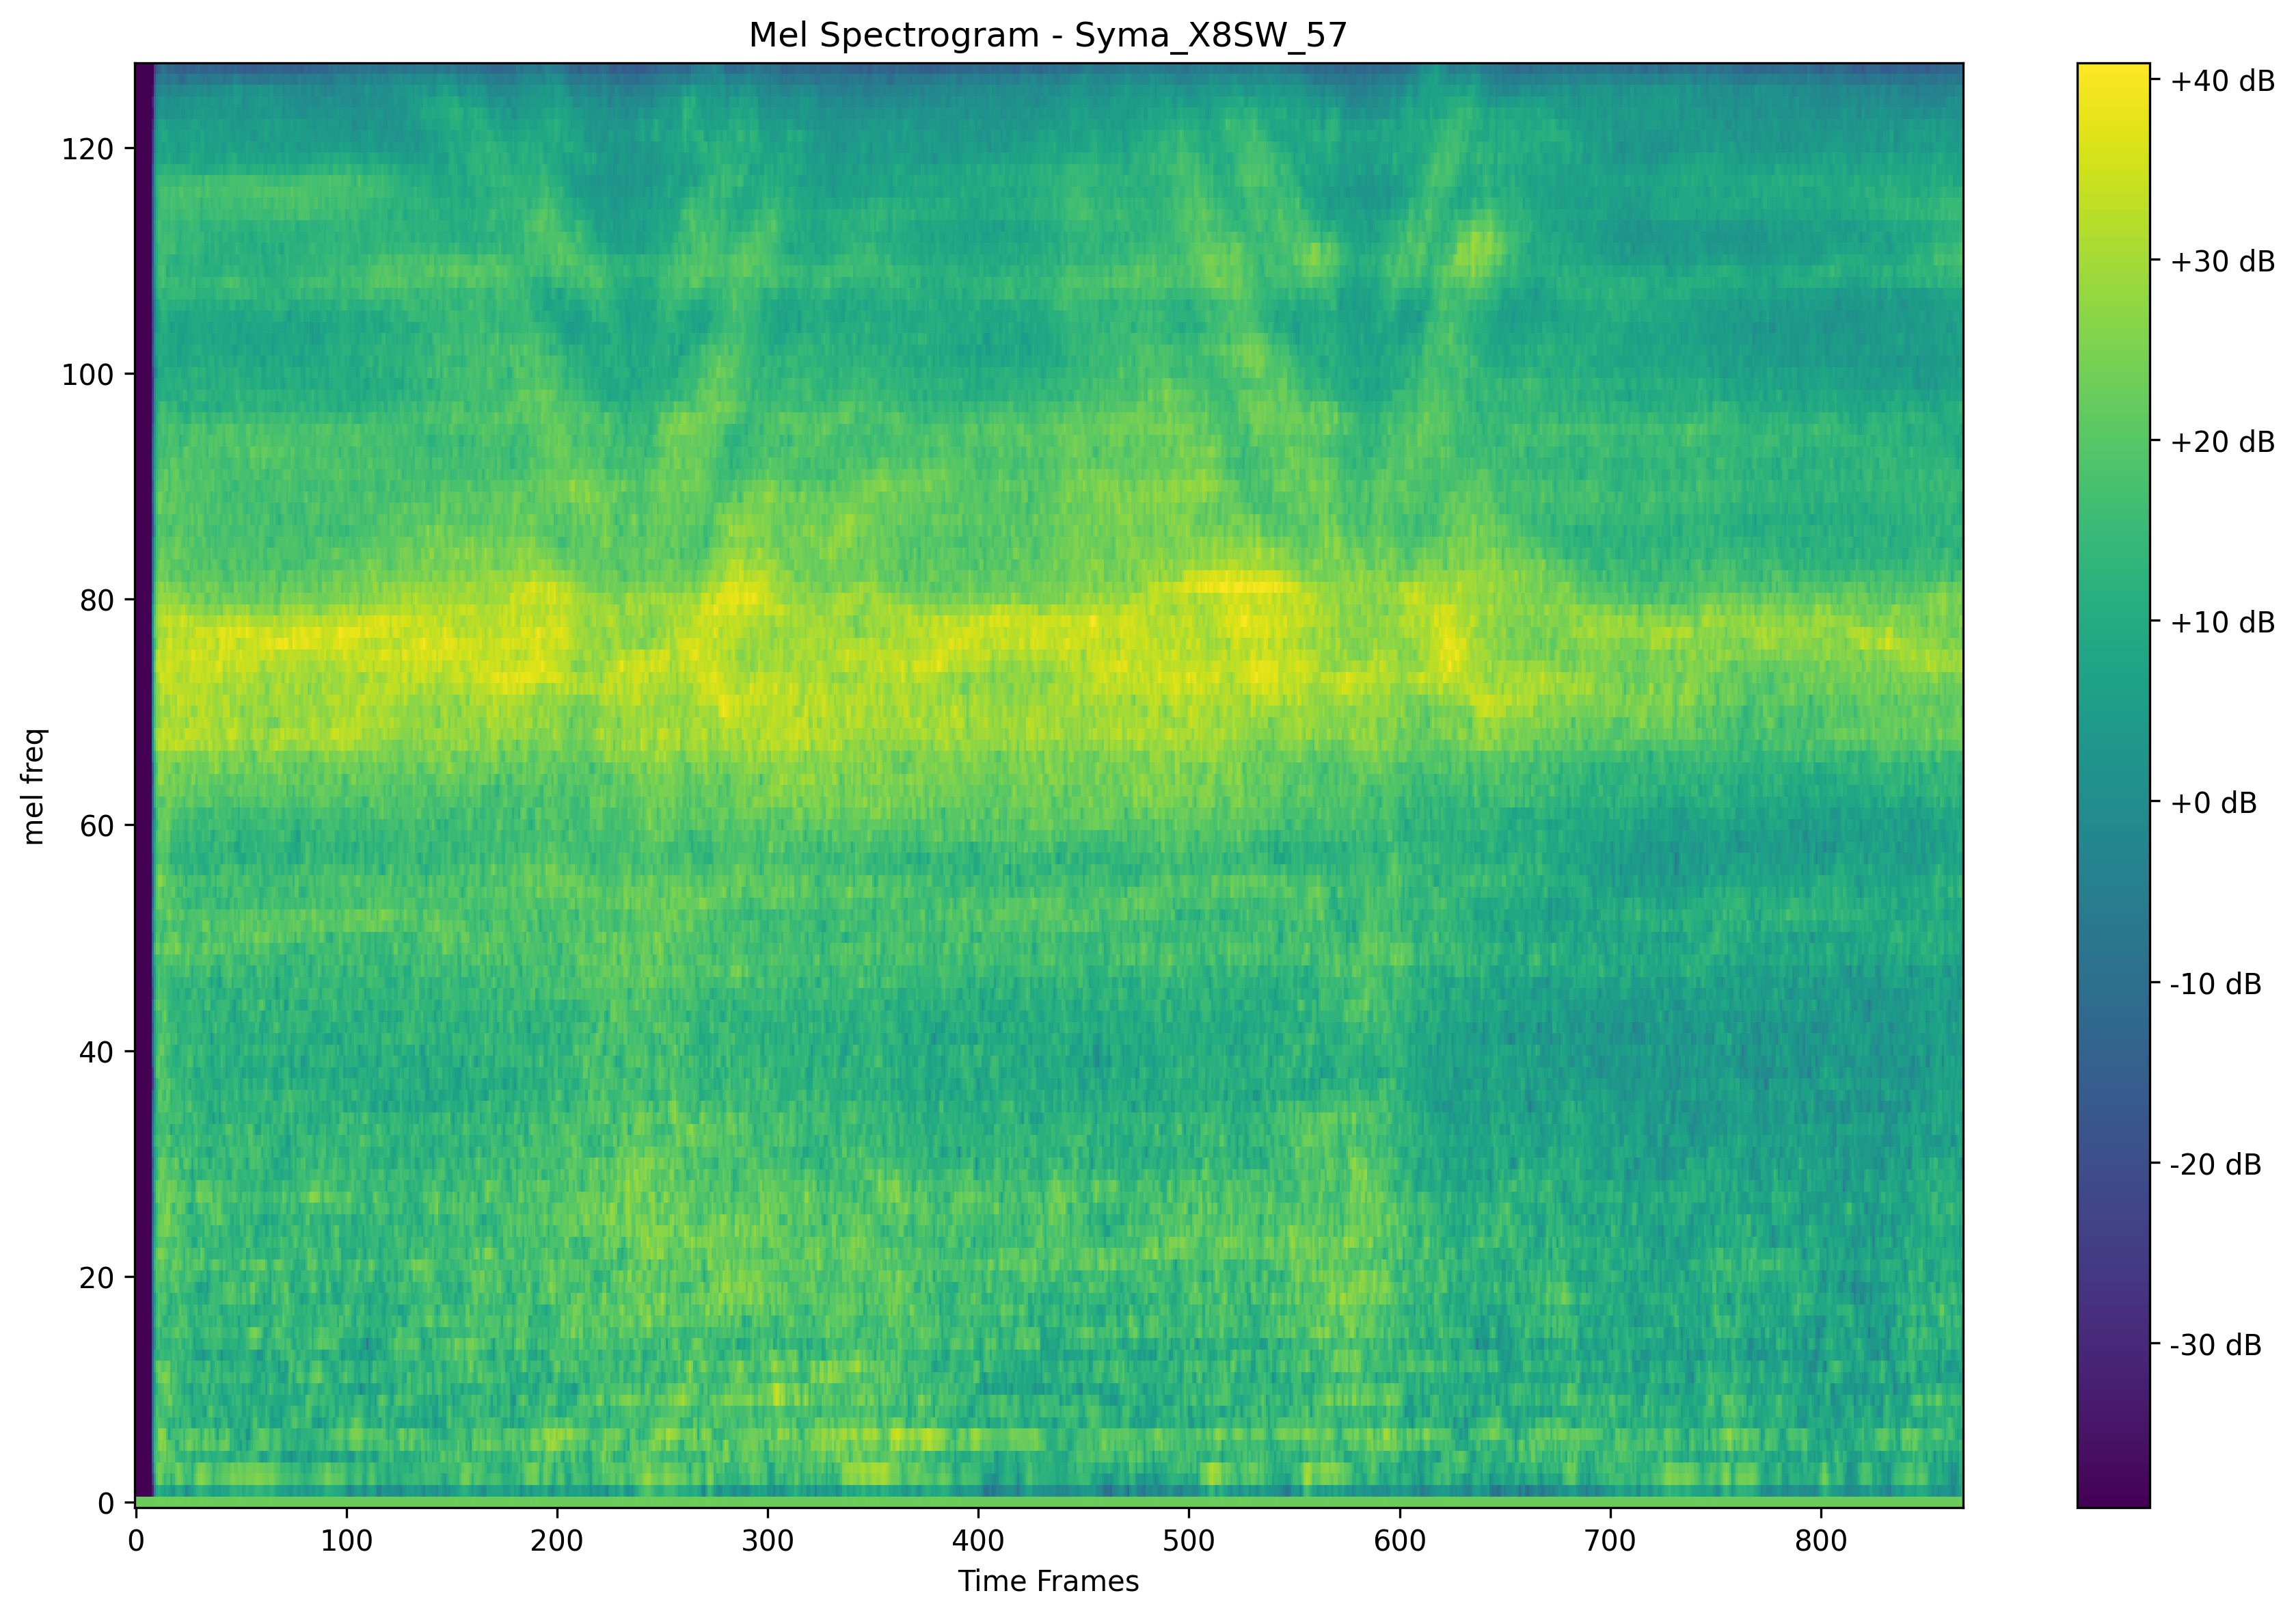 Mel Spectrogram - Syma_X8SW_57
mel freq
120
100
80
60
40
20
0
0 100 200 300 400 500 600 700 800
Time Frames
+40 dB
+30 dB
+20 dB
+10 dB
+0 dB
-10 dB
-20 dB
-30 dB